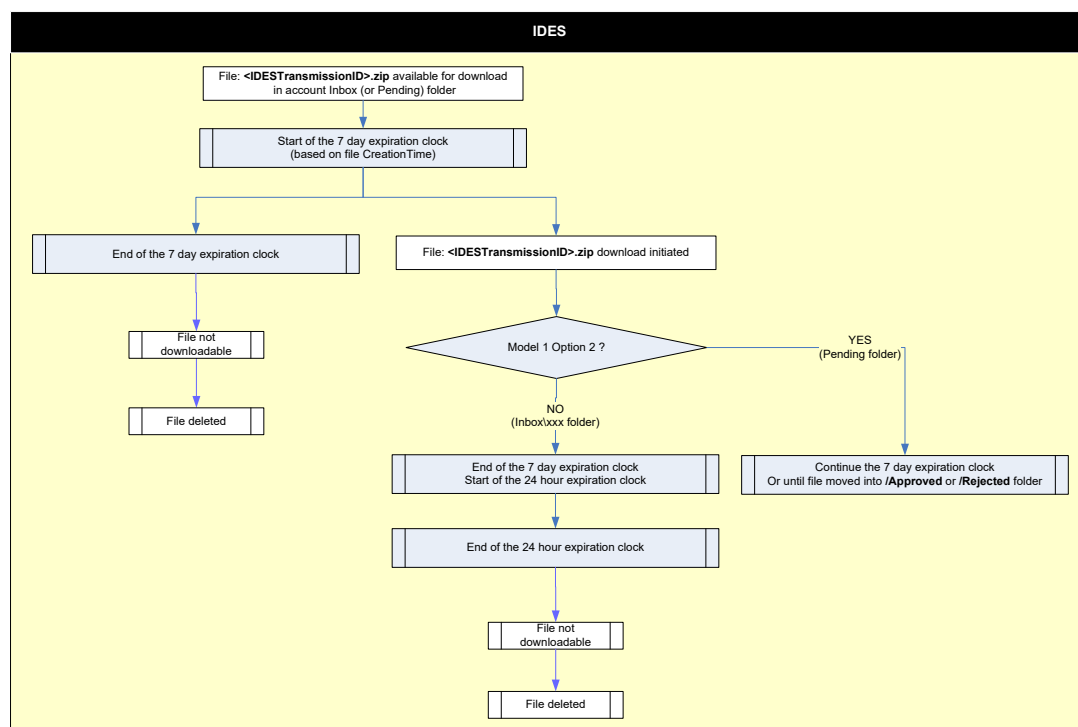 IDES
File: <IDESTransmissionID>.zip available for download
in account Inbox (or Pending) folder
Start of the 7 day expiration clock
(based on file CreationTime)
End of the 7 day expiration clock
File: <IDESTransmissionID>.zip download initiated
File not
downloadable
Model 1 Option 2 ?
YES
(Pending folder)
File deleted
NO
(Inbox\xxx folder)
End of the 7 day expiration clock
Start of the 24 hour expiration clock
Continue the 7 day expiration clock
Or until file moved into /Approved or /Rejected folder
End of the 24 hour expiration clock
File not
downloadable
File deleted